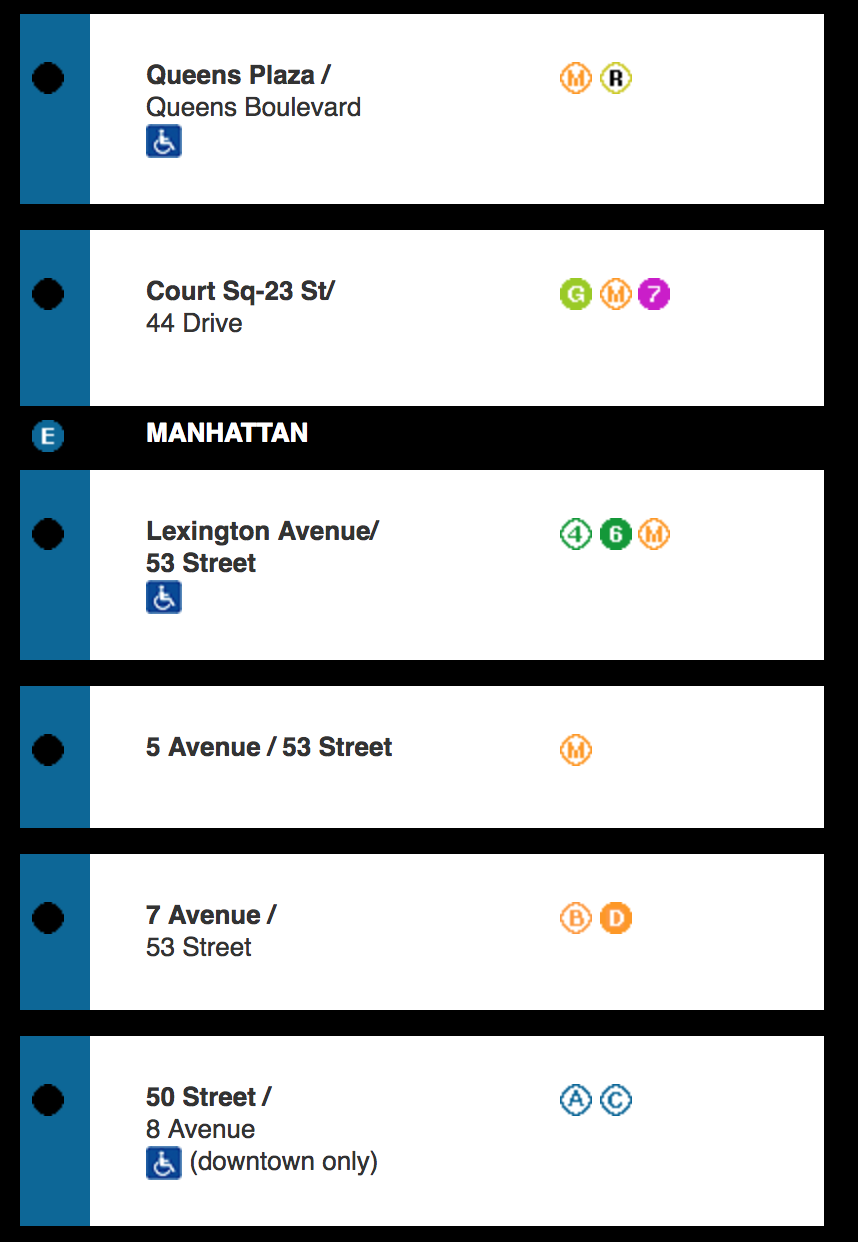 Queens Plaza / M R
Queens Boulevard
Court Sq-23 St/ G M 7
44 Drive
E MANHATTAN
Lexington Avenue/ 4 6 M
53 Street
5 Avenue / 53 Street M
7 Avenue / B D
53 Street
50 Street / A C
8 Avenue
(downtown only)